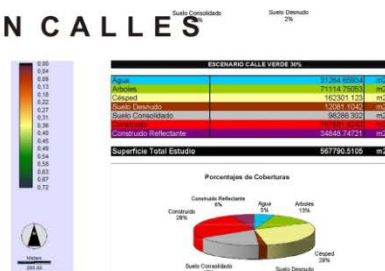 Suelo Consolidado
Suelo Desnudo
2%
N CALLES
ESCENARIO CALLE VERDE 30%
Agua 31264.65934 m2
Arboles 71114.75053 m2
Césped 162301.123 m2
Suelo Desnudo 12081.1042 m2
Suelo Consolidado 98288.302 m2
Construido m2
Construido Reflectante 34848.74721 m2
Superficie Total Estudio 567790.5105 m2
0,00
0,04
0,09
0,13
0,18
0,22
0,27
0,31
0,36
0,40
0,45
0,49
0,54
0,58
0,63
0,67
0,72
Meters
Porcentajes de Coberturas
Construido Reflectante
6%
Agua
5%
Arboles
13%
Construido
28%
Césped
29%
Suelo Consolidado
Suelo Desnudo